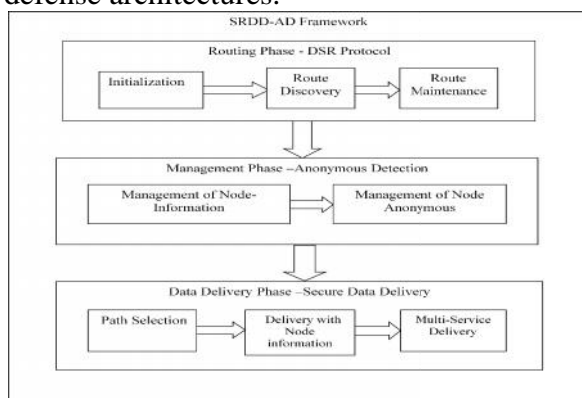 defense architectures.
SRDD-AD Framework
Routing Phase - DSR Protocol
Initialization
Route
Discovery
Route
Maintenance
Management Phase –Anonymous Detection
Management of Node-
Information
Management of Node
Anonymous
Data Delivery Phase –Secure Data Delivery
Path Selection
Delivery with
Node
information
Multi-Service
Delivery